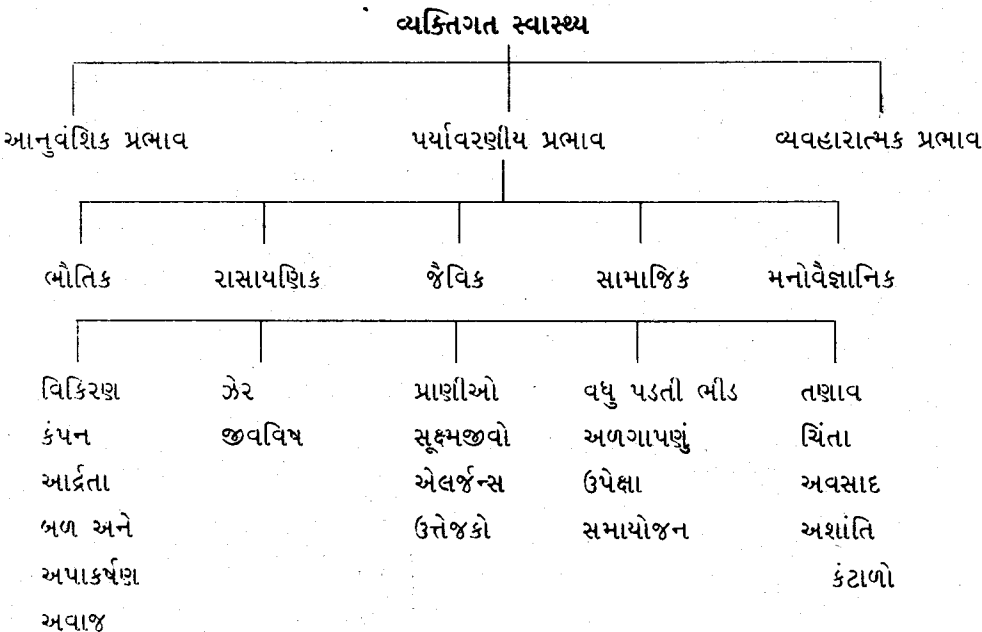 વ્યક્તિગત સ્વાસ્થ્ય
આનુવંશિક પ્રભાવ પર્યાવરણીય પ્રભાવ વ્યવહારાત્મક પ્રભાવ
ભૌતિક રાસાયણિક જૈવિક સામાજિક મનોવૈજ્ઞાનિક
વિકિરણ ઝેર પ્રાણીઓ વધુ પડતી ભીડ તણાવ
કંપન જીવવિષ સૂક્ષ્મજીવો અળગાપણું ચિંતા
આર્દ્રતા એલર્જન્સ ઉપેક્ષા અવસાદ
બળ અને ઉત્તેજકો સમાયોજન અશાંતિ
અપાકર્ષણ કંટાળો
અવાજ